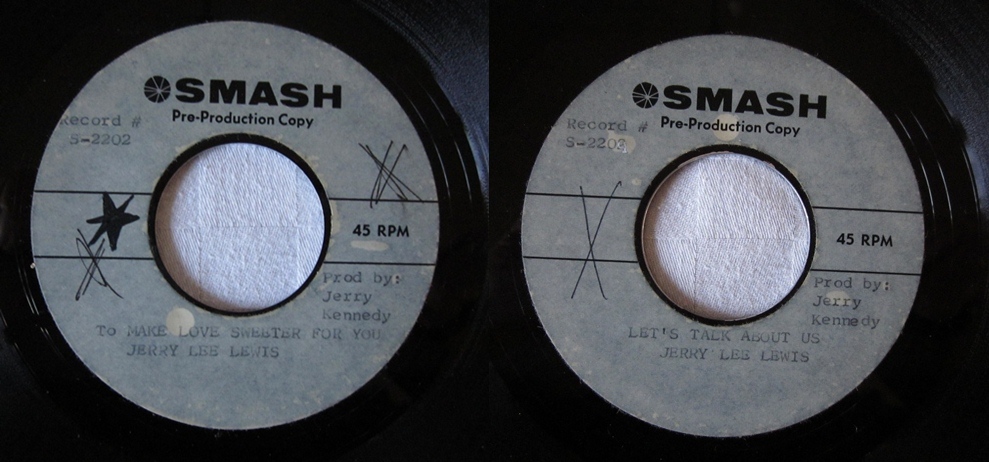 SMASH
Pre-Production Copy
Record #
S-2202
45 RPM
Prod by:
Jerry
Kennedy
To MAKE LOVE SWEETER FOR YOU
JERRY LEE LEWIS
SMASH
Pre-Production Copy
Record #
S-2202
45 RPM
Prod by:
Jerry
Kennedy
LET'S TALK ABOUT US
JERRY LEE LEWIS